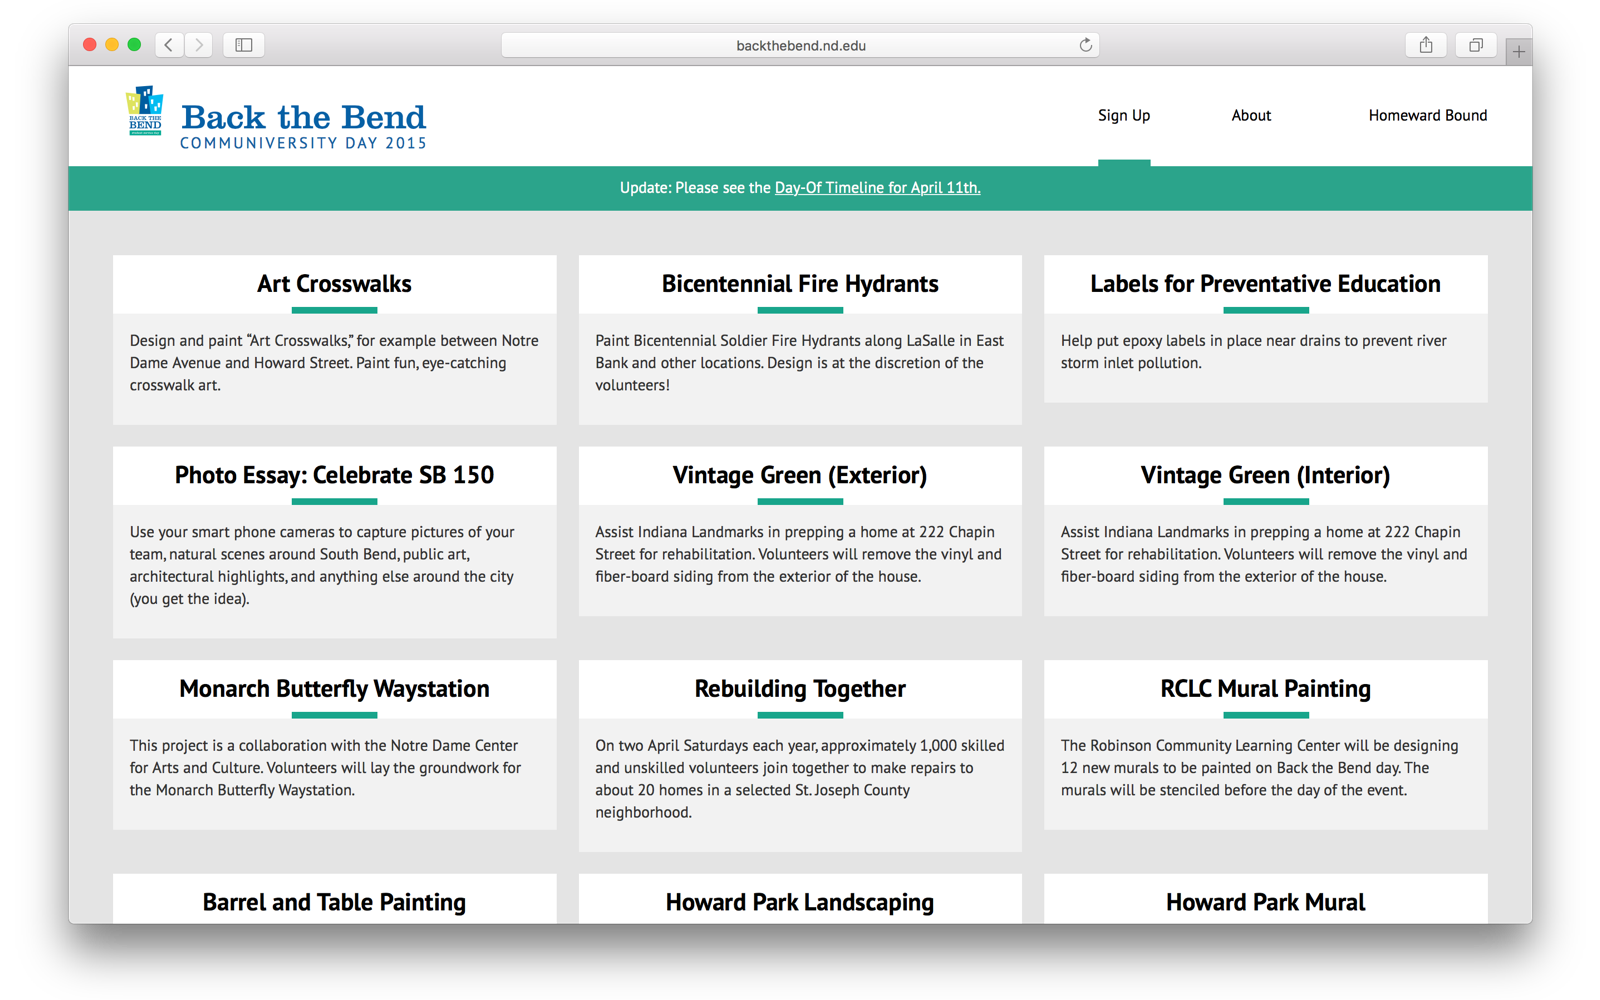 backthebend.nd.edu
BACK THE
BEND
Back the Bend
COMMUNIVERSITY DAY 2015
Sign Up
About
Homeward Bound
Update: Please see the Day-Of Timeline for April 11th.
Art Crosswalks
Design and paint “Art Crosswalks,” for example between Notre
Dame Avenue and Howard Street. Paint fun, eye-catching
crosswalk art.
Bicentennial Fire Hydrants
Paint Bicentennial Soldier Fire Hydrants along LaSalle in East
Bank and other locations. Design is at the discretion of the
volunteers!
Labels for Preventative Education
Help put epoxy labels in place near drains to prevent river
storm inlet pollution.
Photo Essay: Celebrate SB 150
Use your smart phone cameras to capture pictures of your
team, natural scenes around South Bend, public art,
architectural highlights, and anything else around the city
(you get the idea).
Vintage Green (Exterior)
Assist Indiana Landmarks in prepping a home at 222 Chapin
Street for rehabilitation. Volunteers will remove the vinyl and
fiber-board siding from the exterior of the house.
Vintage Green (Interior)
Assist Indiana Landmarks in prepping a home at 222 Chapin
Street for rehabilitation. Volunteers will remove the vinyl and
fiber-board siding from the exterior of the house.
Monarch Butterfly Waystation
This project is a collaboration with the Notre Dame Center
for Arts and Culture. Volunteers will lay the groundwork for
the Monarch Butterfly Waystation.
Rebuilding Together
On two April Saturdays each year, approximately 1,000 skilled
and unskilled volunteers join together to make repairs to
about 20 homes in a selected St. Joseph County
neighborhood.
RCLC Mural Painting
The Robinson Community Learning Center will be designing
12 new murals to be painted on Back the Bend day. The
murals will be stenciled before the day of the event.
Barrel and Table Painting
Howard Park Landscaping
Howard Park Mural